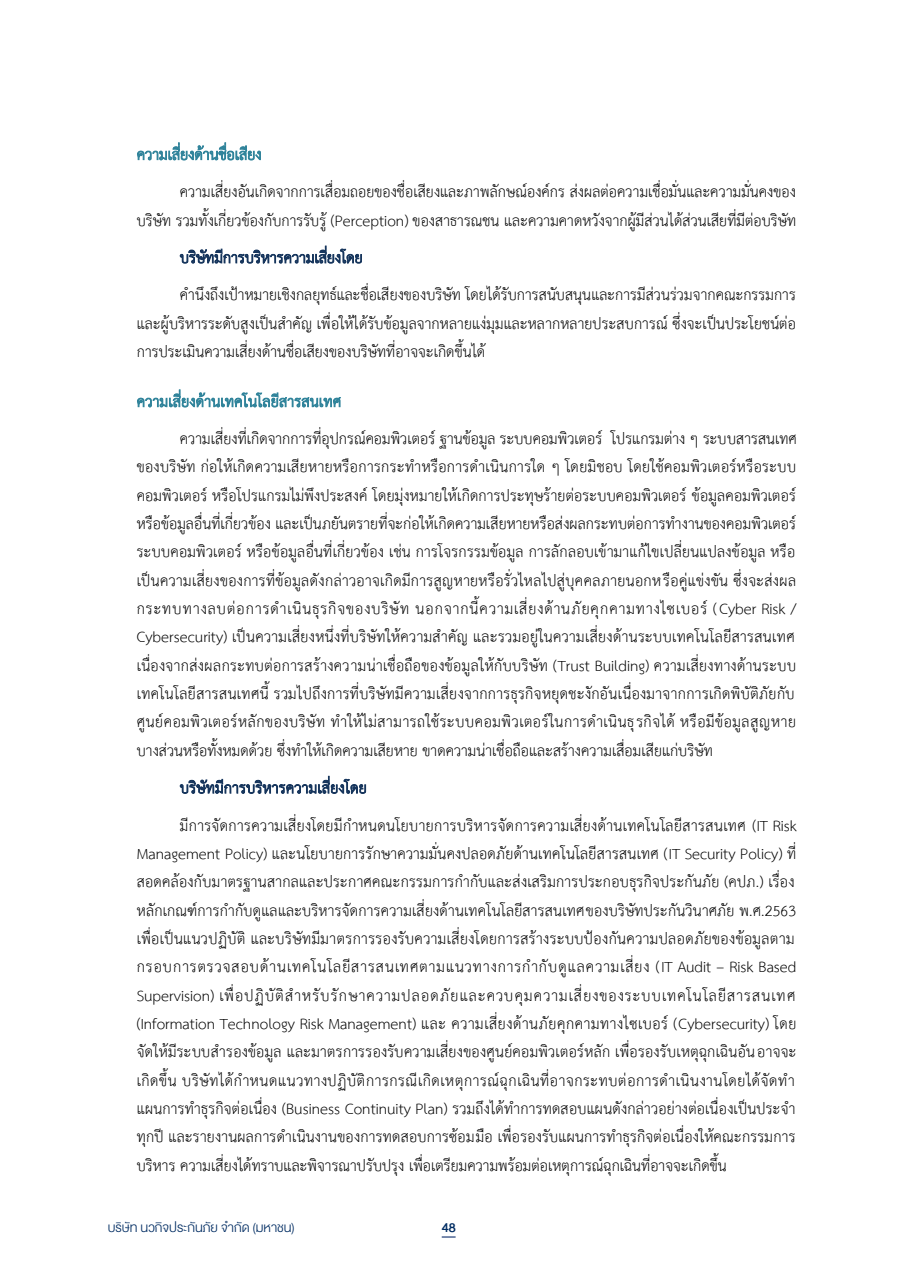 ความเสี่ยงด้านชื่อเสียง
ความเสี่ยงอันเกิดจากการเสื่อมถอยของชื่อเสียงและภาพลักษณ์องค์กร ส่งผลต่อความเชื่อมั่นและความมั่นคงของ
บริษัท รวมทั้งเกี่ยวข้องกับการรับรู้ (Perception) ของสาธารณชน และความคาดหวังจากผู้มีส่วนได้ส่วนเสียที่มีต่อบริษัท
บริษัทมีการบริหารความเสี่ยงโดย
คำนึงถึงเป้าหมายเชิงกลยุทธ์และชื่อเสียงของบริษัท โดยได้รับการสนับสนุนและการมีส่วนร่วมจากคณะกรรมการ
และผู้บริหารระดับสูงเป็นสำคัญ เพื่อให้ได้รับข้อมูลจากหลายแง่มุมและหลากหลายประสบการณ์ ซึ่งจะเป็นประโยชน์ต่อ
การประเมินความเสี่ยงด้านชื่อเสียงของบริษัทที่อาจจะเกิดขึ้นได้
ความเสี่ยงด้านเทคโนโลยีสารสนเทศ
ความเสี่ยงที่เกิดจากการที่อุปกรณ์คอมพิวเตอร์ ฐานข้อมูล ระบบคอมพิวเตอร์ โปรแกรมต่าง ๆ ระบบสารสนเทศ
ของบริษัท ก่อให้เกิดความเสียหายหรือการกระทำหรือการดำเนินการใด ๆ โดยมิชอบ โดยใช้คอมพิวเตอร์หรือระบบ
คอมพิวเตอร์ หรือโปรแกรมไม่พึงประสงค์ โดยมุ่งหมายให้เกิดการประทุษร้ายต่อระบบคอมพิวเตอร์ ข้อมูลคอมพิวเตอร์
หรือข้อมูลอื่นที่เกี่ยวข้อง และเป็นภยันตรายที่จะก่อให้เกิดความเสียหายหรือส่งผลกระทบต่อการทำงานของคอมพิวเตอร์
ระบบคอมพิวเตอร์ หรือข้อมูลอื่นที่เกี่ยวข้อง เช่น การโจรกรรมข้อมูล การลักลอบเข้ามาแก้ไขเปลี่ยนแปลงข้อมูล หรือ
เป็นความเสี่ยงของการที่ข้อมูลดังกล่าวอาจเกิดมีการสูญหายหรือรั่วไหลไปสู่บุคคลภายนอกหรือคู่แข่งขัน ซึ่งจะส่งผล
กระทบทางลบต่อการดำเนินธุรกิจของบริษัท นอกจากนี้ความเสี่ยงด้านภัยคุกคามทางไซเบอร์ (Cyber Risk /
Cybersecurity) เป็นความเสี่ยงหนึ่งที่บริษัทให้ความสำคัญ และรวมอยู่ในความเสี่ยงด้านระบบเทคโนโลยีสารสนเทศ
เนื่องจากส่งผลกระทบต่อการสร้างความน่าเชื่อถือของข้อมูลให้กับบริษัท (Trust Building) ความเสี่ยงทางด้านระบบ
เทคโนโลยีสารสนเทศนี้ รวมไปถึงการที่บริษัทมีความเสี่ยงจากการธุรกิจหยุดชะงักอันเนื่องมาจากการเกิดพิบัติภัยกับ
ศูนย์คอมพิวเตอร์หลักของบริษัท ทำให้ไม่สามารถใช้ระบบคอมพิวเตอร์ในการดำเนินธุรกิจได้ หรือมีข้อมูลสูญหาย
บางส่วนหรือทั้งหมดด้วย ซึ่งทำให้เกิดความเสียหาย ขาดความน่าเชื่อถือและสร้างความเสื่อมเสียแก่บริษัท
บริษัทมีการบริหารความเสี่ยงโดย
มีการจัดการความเสี่ยงโดยมีกำหนดนโยบายการบริหารจัดการความเสี่ยงด้านเทคโนโลยีสารสนเทศ (IT Risk
Management Policy) และนโยบายการรักษาความมั่นคงปลอดภัยด้านเทคโนโลยีสารสนเทศ (IT Security Policy) ที่
สอดคล้องกับมาตรฐานสากลและประกาศคณะกรรมการกำกับและส่งเสริมการประกอบธุรกิจประกันภัย (คปภ.) เรื่อง
หลักเกณฑ์การกำกับดูแลและบริหารจัดการความเสี่ยงด้านเทคโนโลยีสารสนเทศของบริษัทประกันวินาศภัย พ.ศ.2563
เพื่อเป็นแนวปฏิบัติ และบริษัทมีมาตรการรองรับความเสี่ยงโดยการสร้างระบบป้องกันความปลอดภัยของข้อมูลตาม
กรอบการตรวจสอบด้านเทคโนโลยีสารสนเทศตามแนวทางการกำกับดูแลความเสี่ยง (IT Audit – Risk Based
Supervision) เพื่อปฏิบัติสำหรับรักษาความปลอดภัยและควบคุมความเสี่ยงของระบบเทคโนโลยีสารสนเทศ
(Information Technology Risk Management) และ ความเสี่ยงด้านภัยคุกคามทางไซเบอร์ (Cybersecurity) โดย
จัดให้มีระบบสำรองข้อมูล และมาตรการรองรับความเสี่ยงของศูนย์คอมพิวเตอร์หลัก เพื่อรองรับเหตุฉุกเฉินอันอาจจะ
เกิดขึ้น บริษัทได้กำหนดแนวทางปฏิบัติการกรณีเกิดเหตุการณ์ฉุกเฉินที่อาจกระทบต่อการดำเนินงานโดยได้จัดทำ
แผนการทำธุรกิจต่อเนื่อง (Business Continuity Plan) รวมถึงได้ทำการทดสอบแผนดังกล่าวอย่างต่อเนื่องเป็นประจำ
ทุกปี และรายงานผลการดำเนินงานของการทดสอบการซ้อมมือ เพื่อรองรับแผนการทำธุรกิจต่อเนื่องให้คณะกรรมการ
บริหาร ความเสี่ยงได้ทราบและพิจารณาปรับปรุง เพื่อเตรียมความพร้อมต่อเหตุการณ์ฉุกเฉินที่อาจจะเกิดขึ้น
บริษัท นวกิจประกันภัย จำกัด (มหาชน)
48